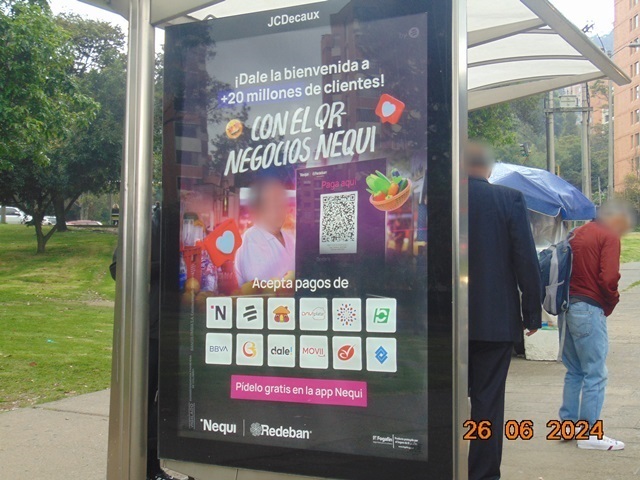 JCDecaux
¡Dale la bienvenida a
+20 millones de clientes!
CON EL QR
NEGOCIOS NEQUI
Paga aquí
Acepta pagos de
N
BBVA
dale!
MOVII
Pídelo gratis en la app Nequi
Nequi Redeban
26 06 2024